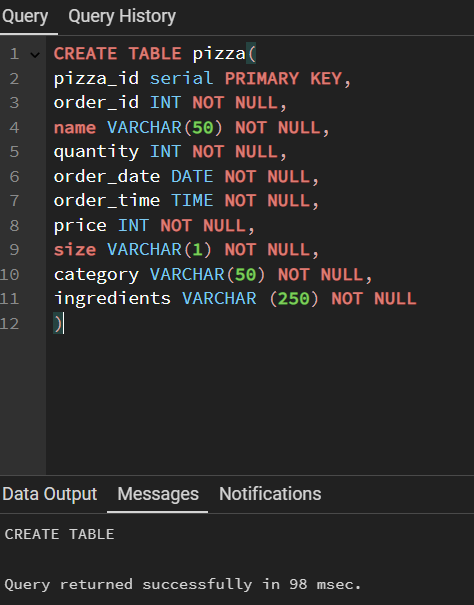 Query Query History
1 CREATE TABLE pizza(
2 pizza_id serial PRIMARY KEY,
3 order_id INT NOT NULL,
4 name VARCHAR(50) NOT NULL,
5 quantity INT NOT NULL,
6 order_date DATE NOT NULL,
7 order_time TIME NOT NULL,
8 price INT NOT NULL,
9 size VARCHAR(1) NOT NULL,
10 category VARCHAR(50) NOT NULL,
11 ingredients VARCHAR (250) NOT NULL
12 )
Data Output Messages Notifications
CREATE TABLE
Query returned successfully in 98 msec.